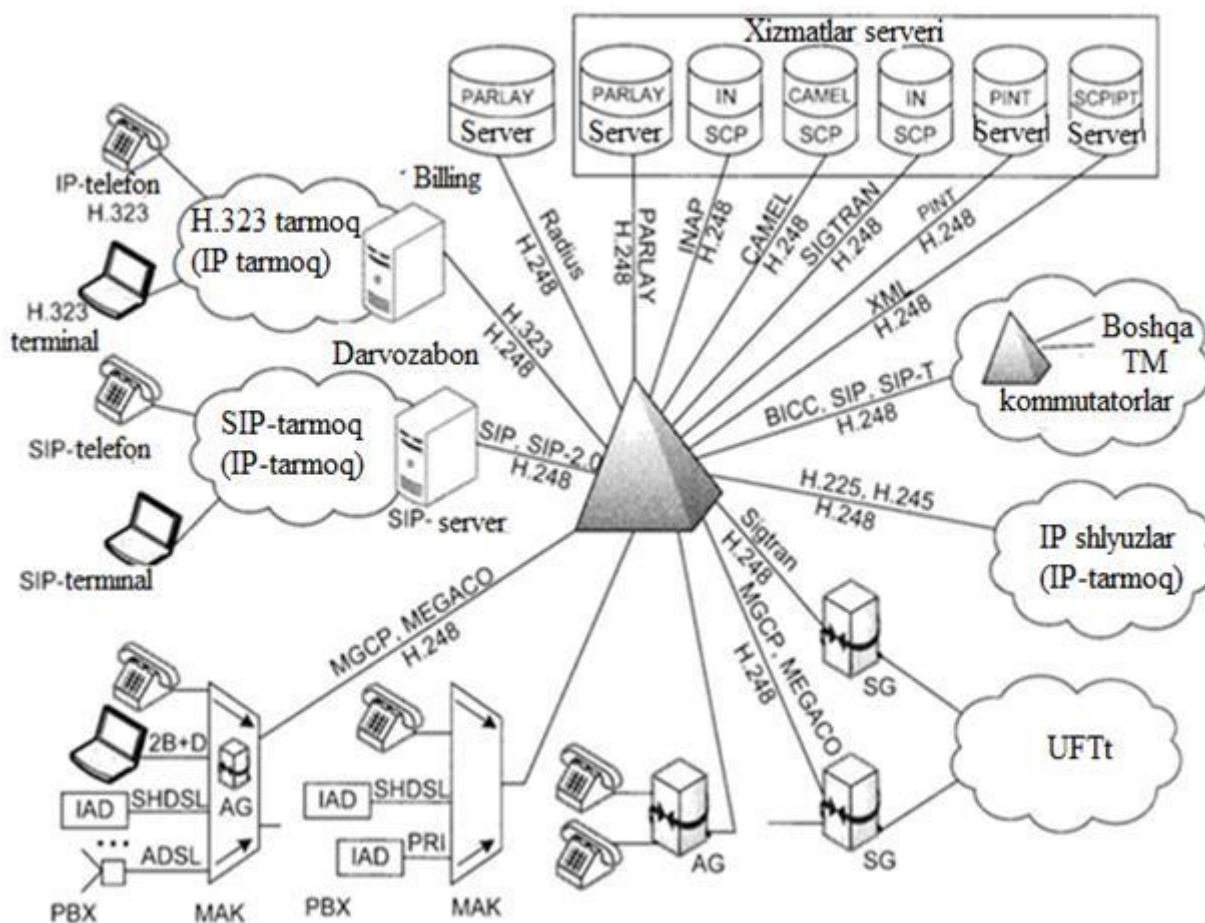 Xizmatlar serveri
PARLAY
Server
PARLAY
Server
IN
SCP
CAMEL
SCP
IN
SCP
PINT
Server
SCPIPT
Server
IP-telefon
H.323
H.323 tarmoq
(IP tarmoq)
Billing
H.323
terminal
Darvozabon
Radius
H.248
PARLAY
H.248
INAP
H.248
CAMEL
H.248
SIGTRAN
H.248
PINT
H.248
XML
H.248
H.323
H.248
BICC, SIP, SIP-T
H.248
Boshqa
TM
kommutatorlar
SIP-telefon
SIP-tarmoq
(IP-tarmoq)
SIP, SIP-2.0
H.248
SIP- server
SIP-terminal
H.225, H.245
H.248
IP shlyuzlar
(IP-tarmoq)
Sigtran
H.248
MGCP, MEGACO
H.248
MGCP, MEGACO
H.248
SG
UFTt
2B+D
IAD
SHDSL
AG
...
ADSL
PBX
MAK
IAD
SHDSL
IAD
PRI
PBX
MAK
AG
SG